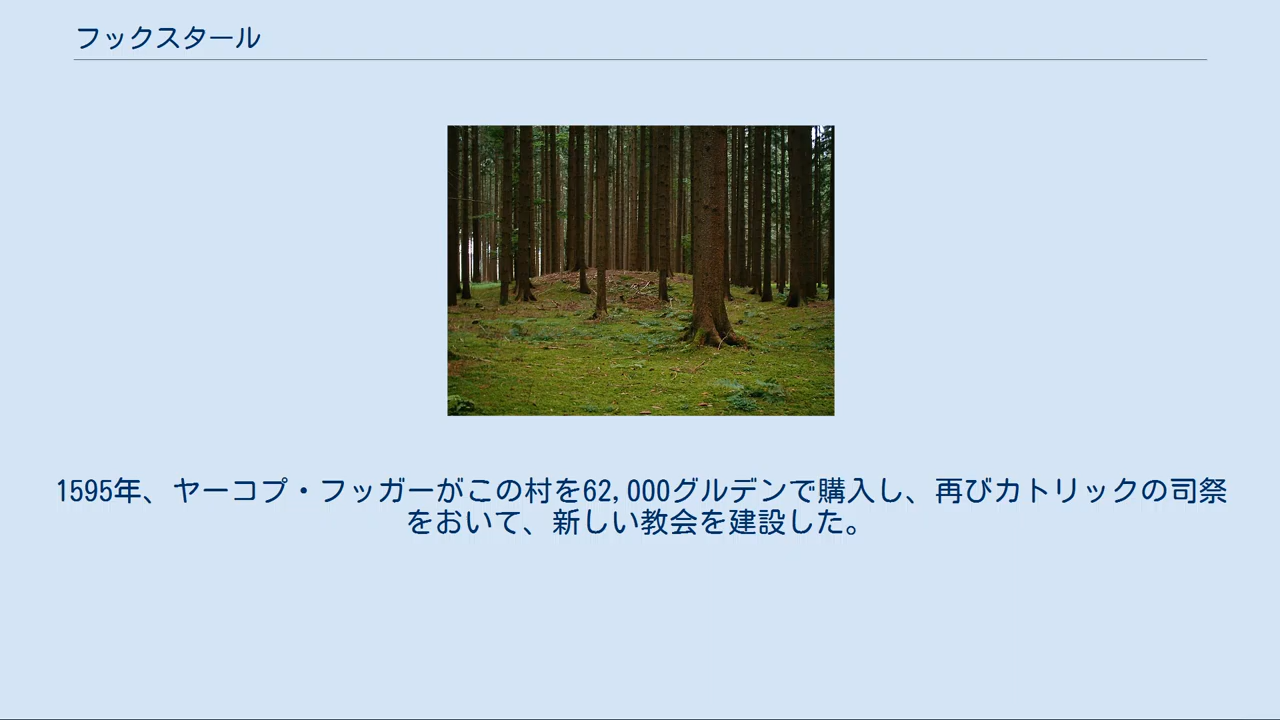 フックスタール
1595年、ヤーコプ・フッガーがこの村を62,000グルデンで購入し、再びカトリックの司祭
をおいて、新しい教会を建設した。